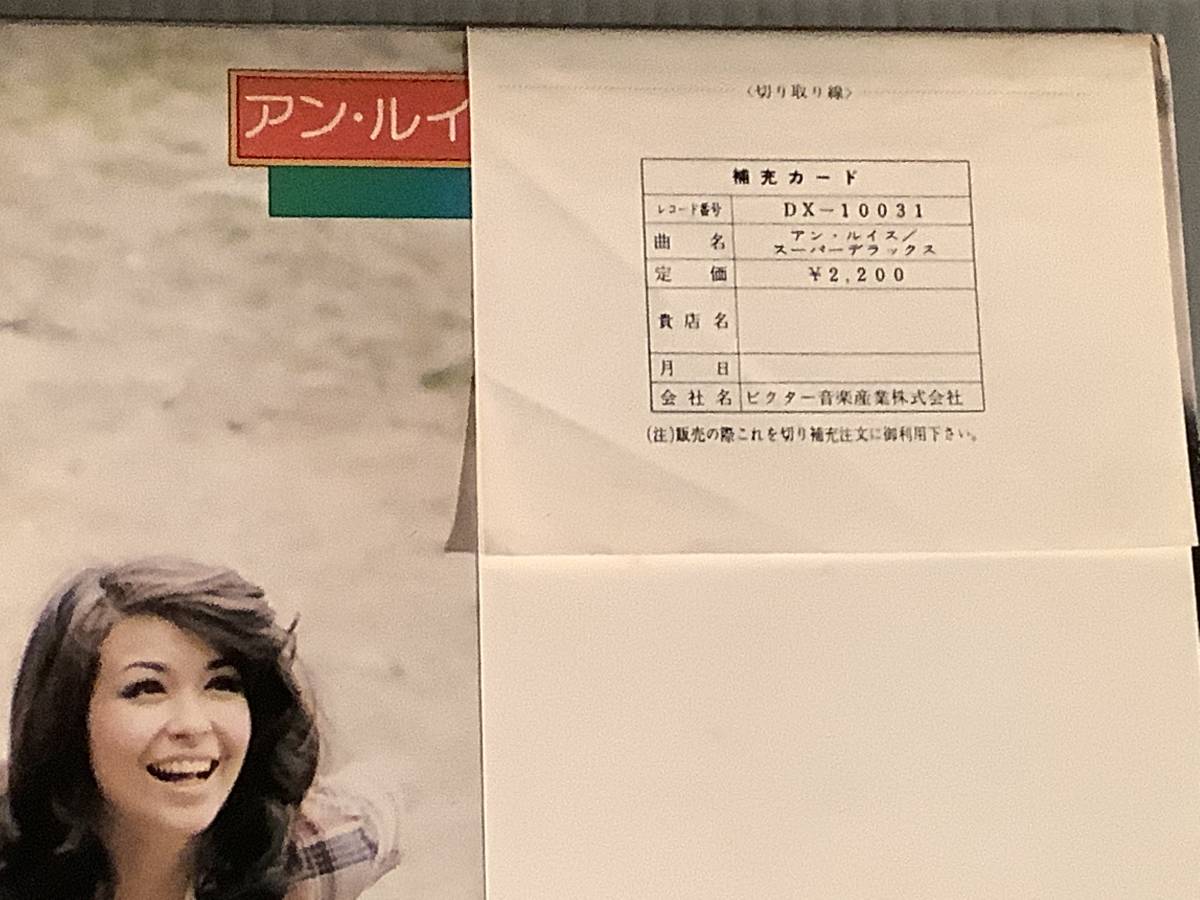 アン・ルイ
〈切り取り線〉
補充カード
レコード番号 DX-10031
曲名 アン・ルイス/
スーパーデラックス
定価 ¥2,200
貴店名
月日
会社名 ビクター音楽産業株式会社
(注)販売の際これを切り補充注文に御利用下さい。